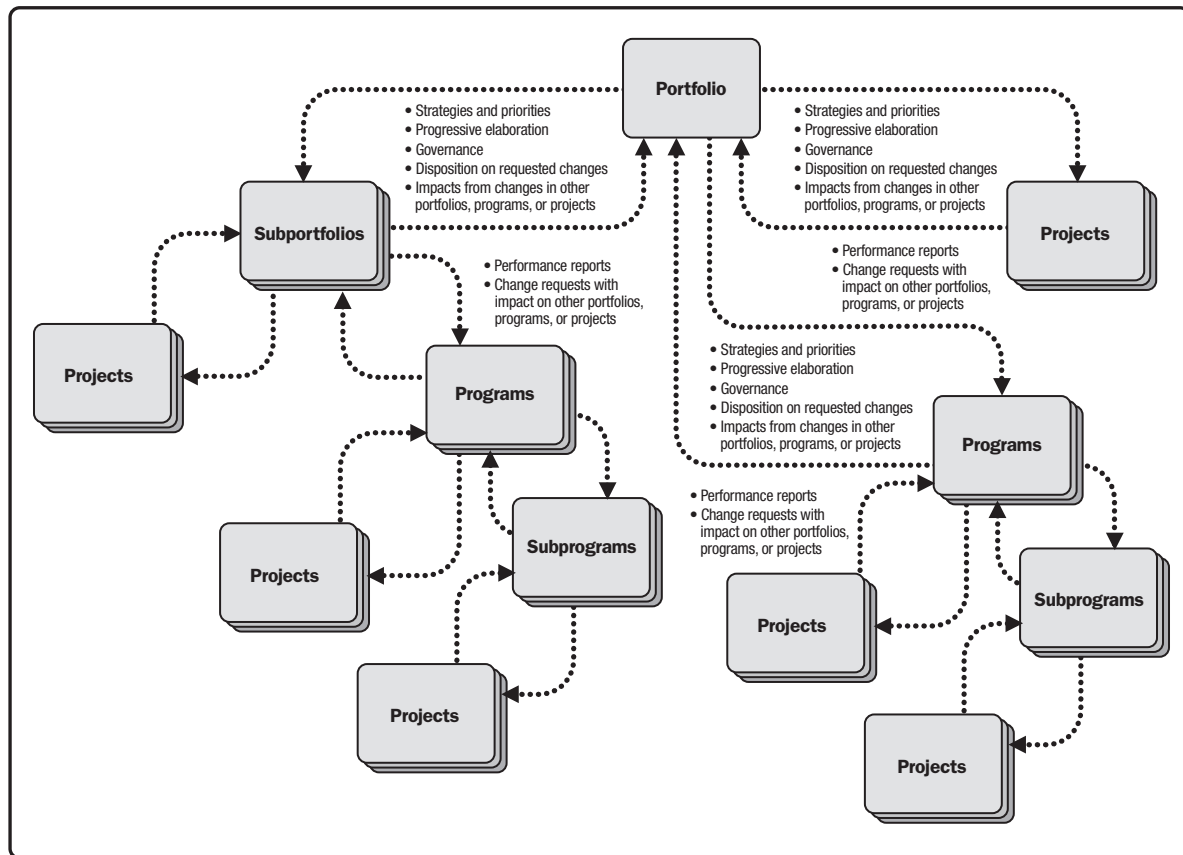 Portfolio
• Strategies and priorities
• Progressive elaboration
• Governance
• Disposition on requested changes
• Impacts from changes in other
portfolios, programs, or projects
• Strategies and priorities
• Progressive elaboration
• Governance
• Disposition on requested changes
• Impacts from changes in other
portfolios, programs, or projects
Subportfolios
Projects
• Performance reports
• Change requests with
impact on other portfolios,
programs, or projects
• Performance reports
• Change requests with
impact on other portfolios,
programs, or projects
Projects
Programs
• Strategies and priorities
• Progressive elaboration
• Governance
• Disposition on requested changes
• Impacts from changes in other
portfolios, programs, or projects
Programs
• Performance reports
• Change requests with
impact on other portfolios,
programs, or projects
Projects
Subprograms
Projects
Subprograms
Projects
Projects